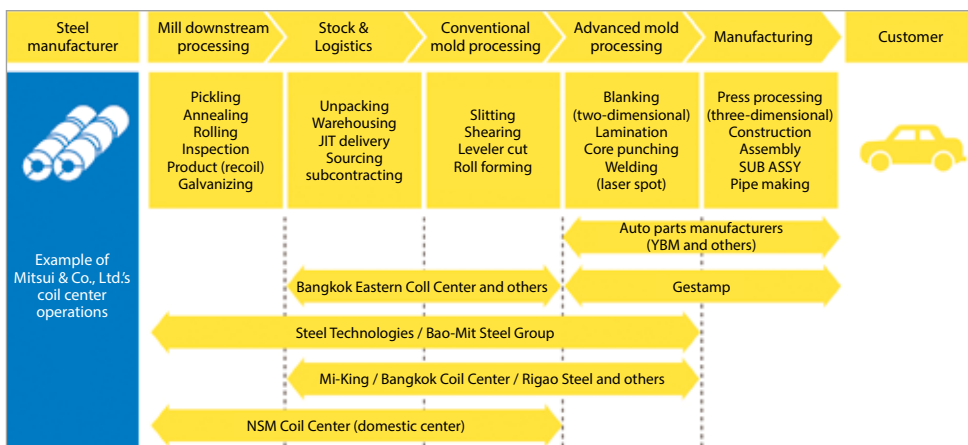 Steel
manufacturer
Mill downstream
processing
Stock &
Logistics
Conventional
mold processing
Advanced mold
processing
Manufacturing
Customer
Pickling
Annealing
Rolling
Inspection
Product (recoil)
Galvanizing
Unpacking
Warehousing
JIT delivery
Sourcing
subcontracting
Slitting
Shearing
Leveler cut
Roll forming
Blanking
(two-dimensional)
Lamination
Core punching
Welding
(laser spot)
Press processing
(three-dimensional)
Construction
Assembly
SUB ASSY
Pipe making
Example of
Mitsui & Co., Ltd.'s
coil center
operations
Auto parts manufacturers
(YBM and others)
Bangkok Eastern Coll Center and others
Gestamp
Steel Technologies / Bao-Mit Steel Group
Mi-King / Bangkok Coil Center / Rigao Steel and others
NSM Coil Center (domestic center)